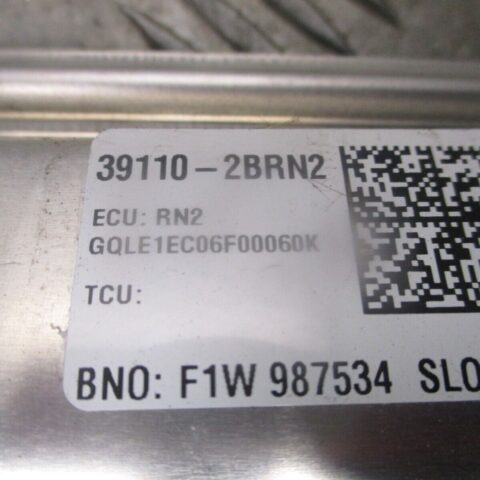 39110-2BRN2
ECU: RN2
GQLE1EC06F00060K
TCU:
BNO: F1W 987534 SLO